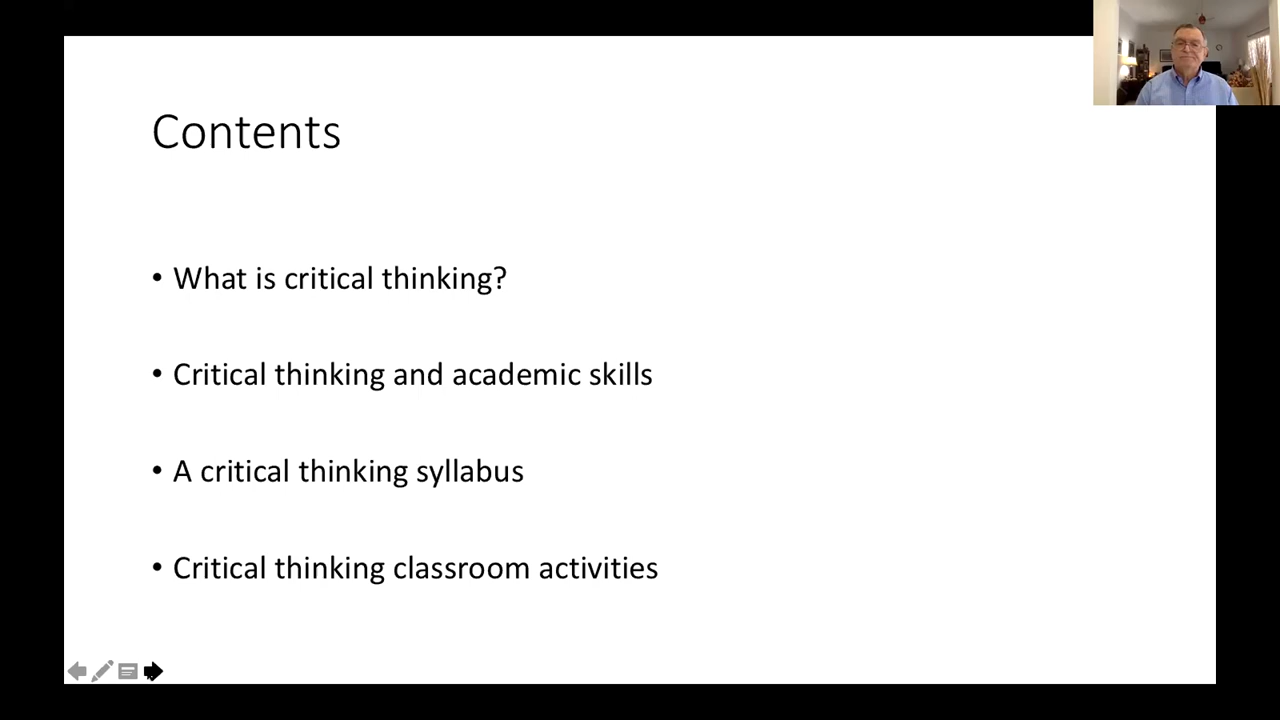 Contents
• What is critical thinking?
• Critical thinking and academic skills
• A critical thinking syllabus
• Critical thinking classroom activities